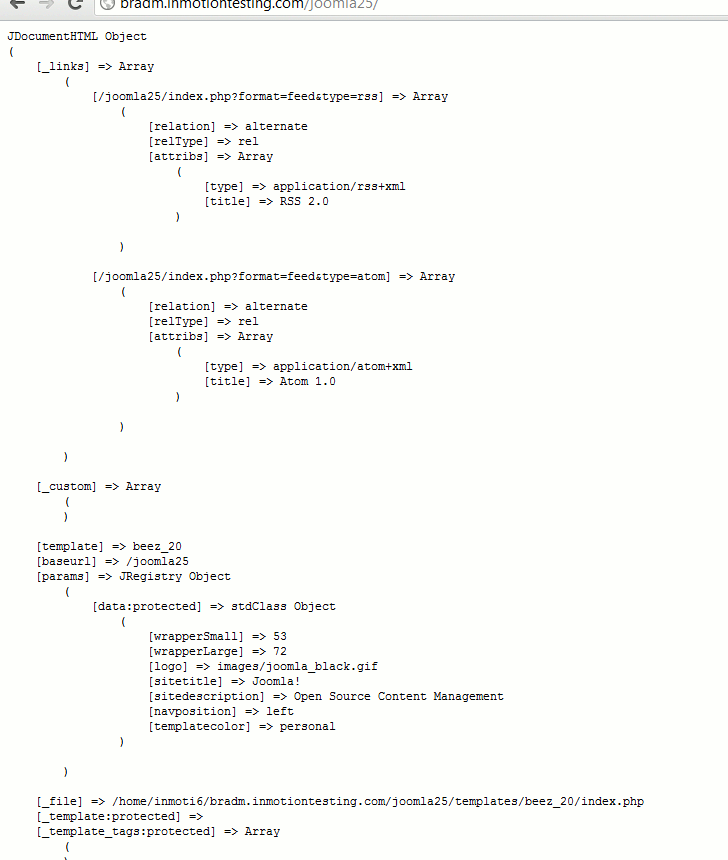 bradm.inmotiontesting.com/joomla25/
JDocumentHTML Object
(
[_links] => Array
(
[/joomla25/index.php?format=feed&type=rss] => Array
(
[relation] => alternate
[relType] => rel
[attribs] => Array
(
[type] => application/rss+xml
[title] => RSS 2.0
)
)
[/joomla25/index.php?format=feed&type=atom] => Array
(
[relation] => alternate
[relType] => rel
[attribs] => Array
(
[type] => application/atom+xml
[title] => Atom 1.0
)
)
)
[_custom] => Array
(
)
[template] => beez_20
[baseurl] => /joomla25
[params] => JRegistry Object
(
[data:protected] => stdClass Object
(
[wrapperSmall] => 53
[wrapperLarge] => 72
[logo] => images/joomla_black.gif
[sitetitle] => Joomla!
[sitedescription] => Open Source Content Management
[navposition] => left
[templatecolor] => personal
)
)
[_file] => /home/inmoti6/bradm.inmotiontesting.com/joomla25/templates/beez_20/index.php
[_template:protected] =>
[_template_tags:protected] => Array
(
)